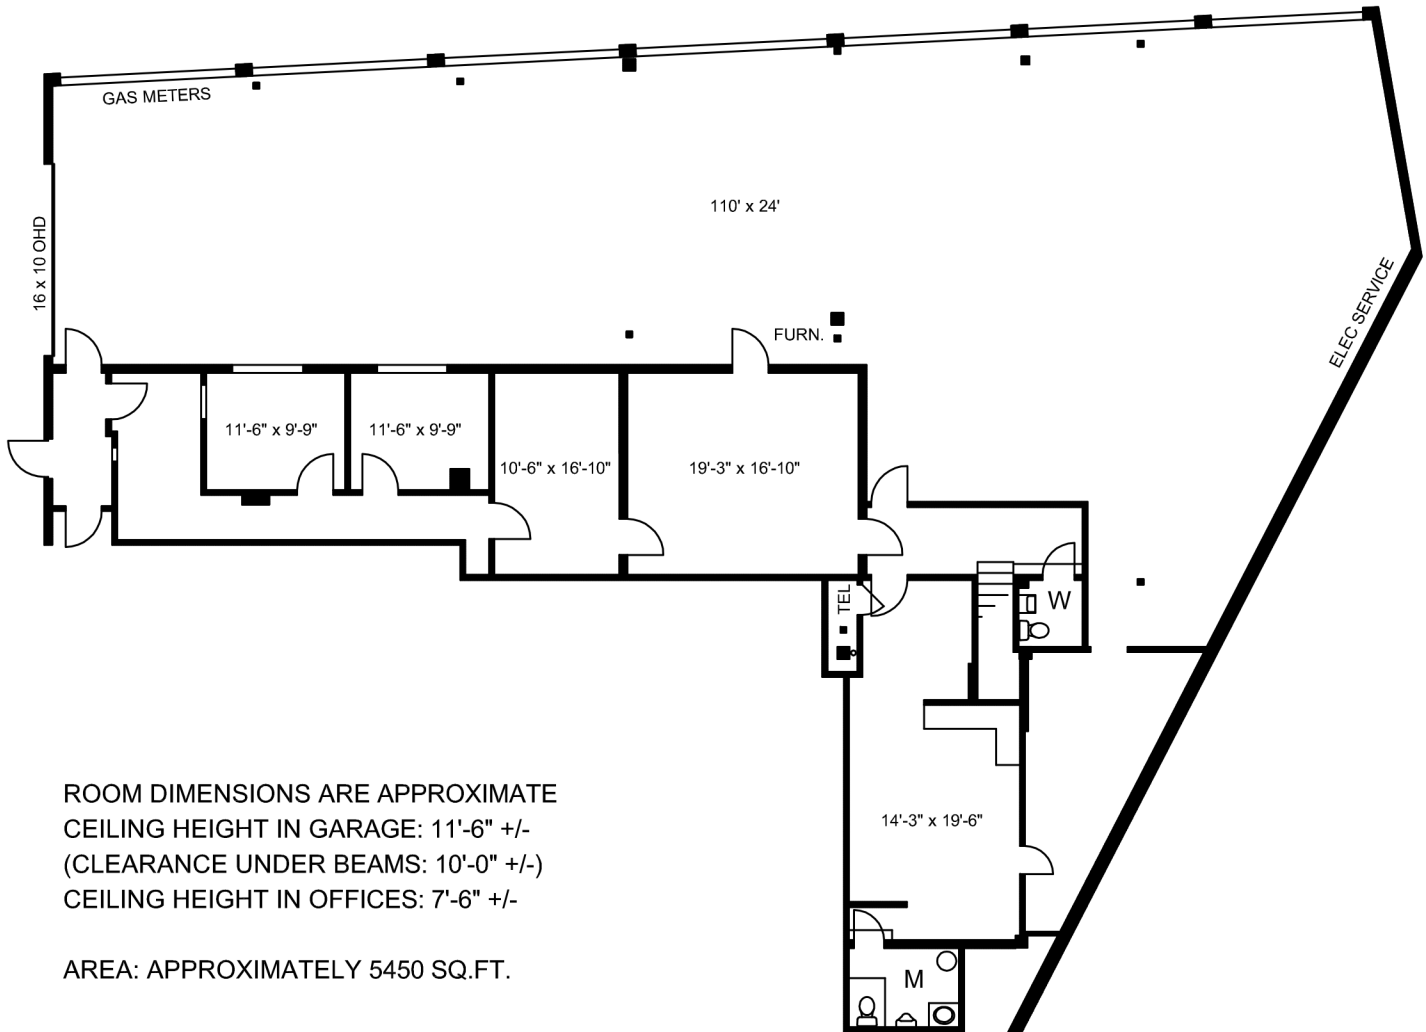 GAS METERS
110' x 24'
16 x 10 OHD
ELEC SERVICE
FURN.
11'-6" x 9'-9"
11'-6" x 9'-9"
10'-6" x 16'-10"
19'-3" x 16'-10"
TEL
W
14'-3" x 19'-6"
M
ROOM DIMENSIONS ARE APPROXIMATE
CEILING HEIGHT IN GARAGE: 11'-6" +/-
(CLEARANCE UNDER BEAMS: 10'-0" +/-)
CEILING HEIGHT IN OFFICES: 7'-6" +/-
AREA: APPROXIMATELY 5450 SQ.FT.